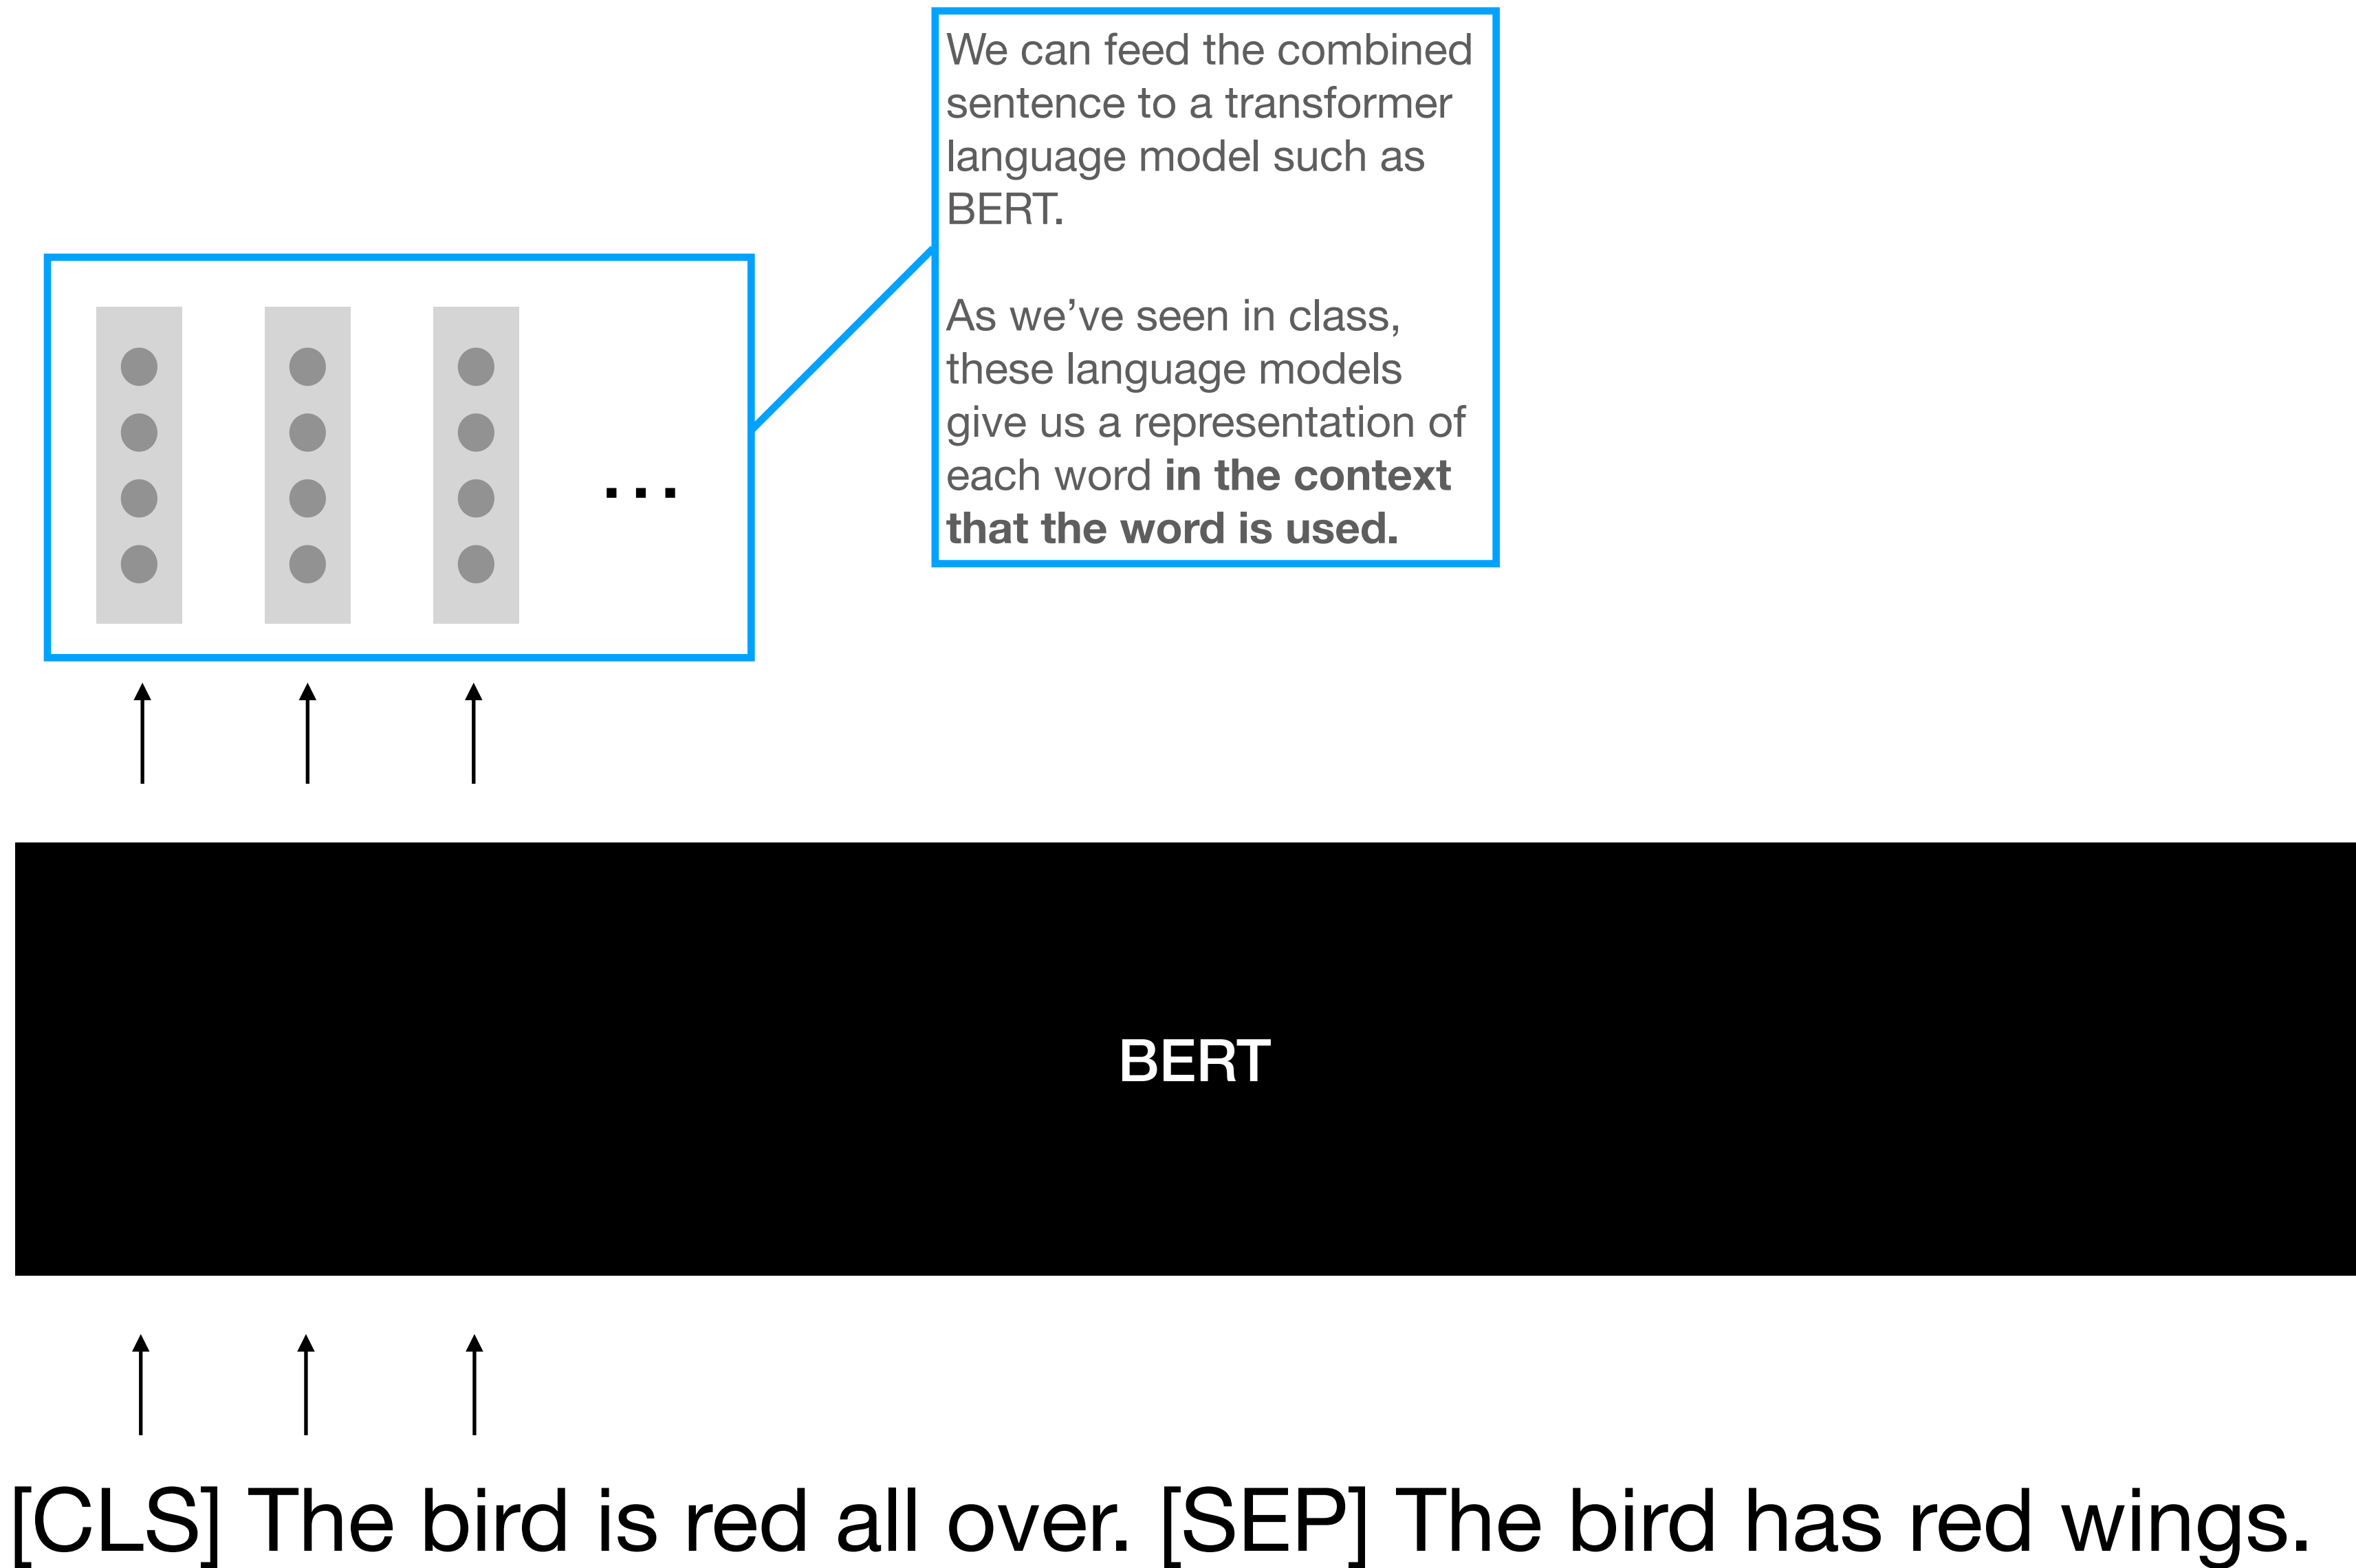 We can feed the combined
sentence to a transformer
language model such as
BERT.
As we’ve seen in class,
these language models
give us a representation of
each word in the context
that the word is used.
...
BERT
[CLS] The bird is red all over. [SEP] The bird has red wings.